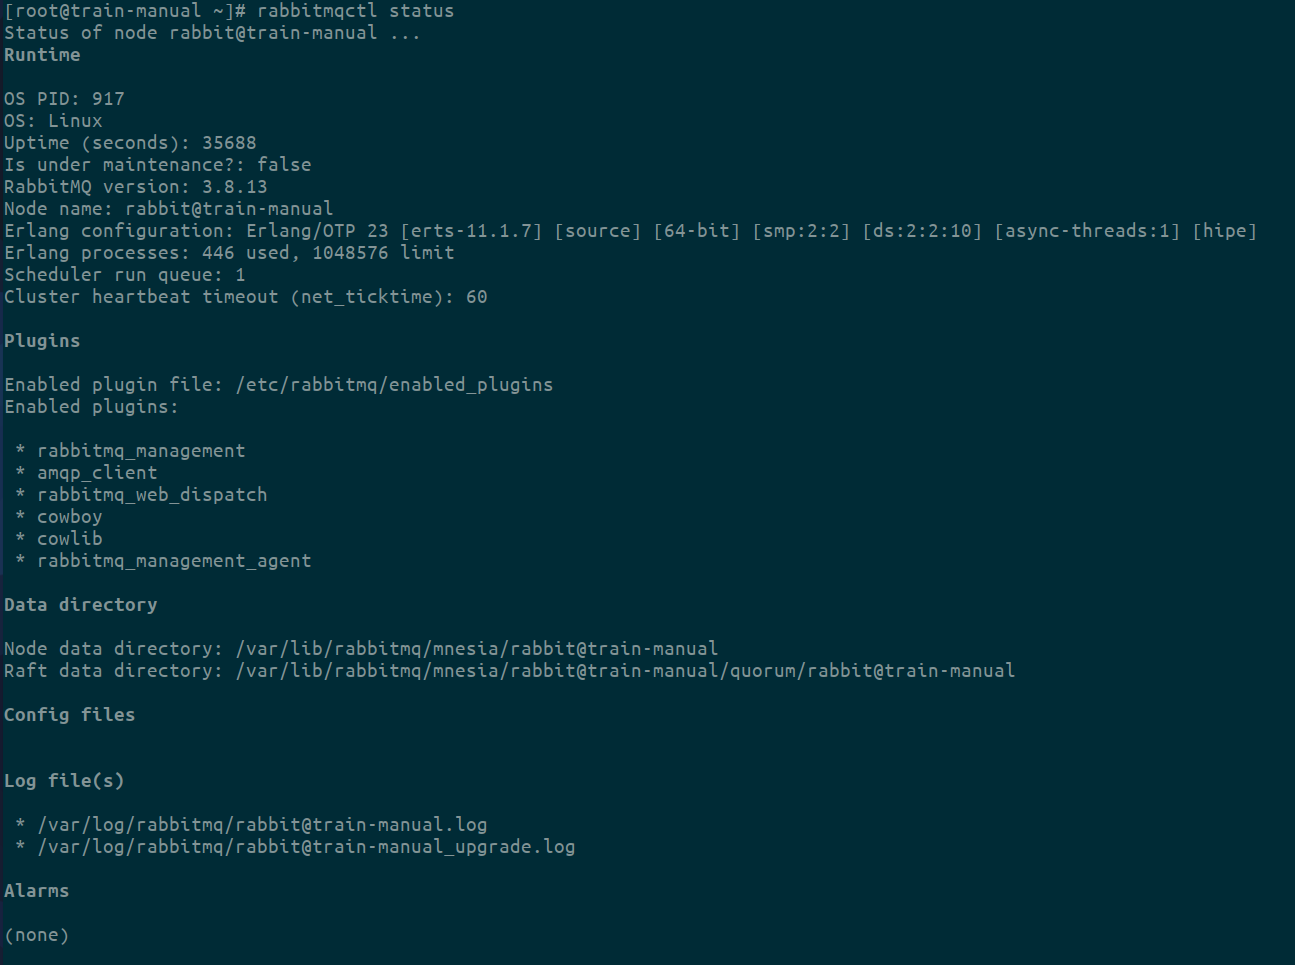 [root@train-manual ~]# rabbitmqctl status
Status of node rabbit@train-manual ...
Runtime
OS PID: 917
OS: Linux
Uptime (seconds): 35688
Is under maintenance?: false
RabbitMQ version: 3.8.13
Node name: rabbit@train-manual
Erlang configuration: Erlang/OTP 23 [erts-11.1.7] [source] [64-bit] [smp:2:2] [ds:2:2:10] [async-threads:1] [hipe]
Erlang processes: 446 used, 1048576 limit
Scheduler run queue: 1
Cluster heartbeat timeout (net_ticktime): 60
Plugins
Enabled plugin file: /etc/rabbitmq/enabled_plugins
Enabled plugins:
* rabbitmq_management
* amqp_client
* rabbitmq_web_dispatch
* cowboy
* cowlib
* rabbitmq_management_agent
Data directory
Node data directory: /var/lib/rabbitmq/mnesia/rabbit@train-manual
Raft data directory: /var/lib/rabbitmq/mnesia/rabbit@train-manual/quorum/rabbit@train-manual
Config files
Log file(s)
* /var/log/rabbitmq/rabbit@train-manual.log
* /var/log/rabbitmq/rabbit@train-manual_upgrade.log
Alarms
(none)